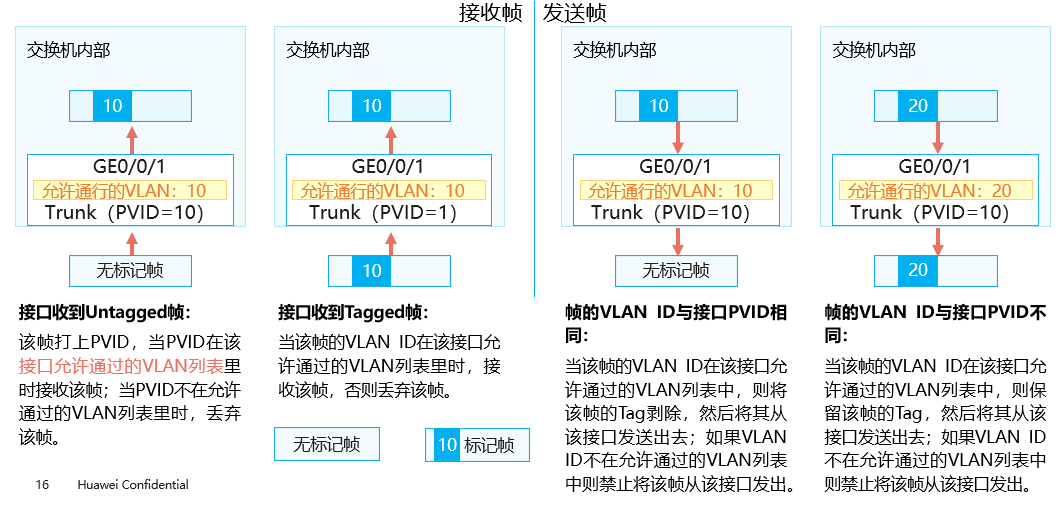 接收帧
发送帧
交换机内部
10
GE0/0/1
允许通行的VLAN：10
Trunk（PVID=10）
无标记帧
接口收到Untagged帧：
该帧打上PVID，当PVID在该
接口允许通过的VLAN列表里
时接收该帧；当PVID不在允许
通过的VLAN列表里时，丢弃
该帧。
交换机内部
10
GE0/0/1
允许通行的VLAN：10
Trunk（PVID=1）
10
接口收到Tagged帧：
当该帧的VLAN ID在该接口允
许通过的VLAN列表里时，接
收该帧，否则丢弃该帧。
无标记帧
10 标记帧
交换机内部
10
GE0/0/1
允许通行的VLAN：10
Trunk（PVID=10）
无标记帧
帧的VLAN ID与接口PVID相
同：
当该帧的VLAN ID在该接口允
许通过的VLAN列表中，则将
该帧的Tag剥除，然后将其从
该接口发送出去；如果VLAN
ID不在允许通过的VLAN列表
中则禁止将该帧从该接口发出。
交换机内部
20
GE0/0/1
允许通行的VLAN：20
Trunk（PVID=10）
20
帧的VLAN ID与接口PVID不
同：
当该帧的VLAN ID在该接口允
许通过的VLAN列表中，则保
留该帧的Tag，然后将其从该
接口发送出去；如果VLAN ID
不在允许通过的VLAN列表中
则禁止将该帧从该接口发出。
16 Huawei Confidential